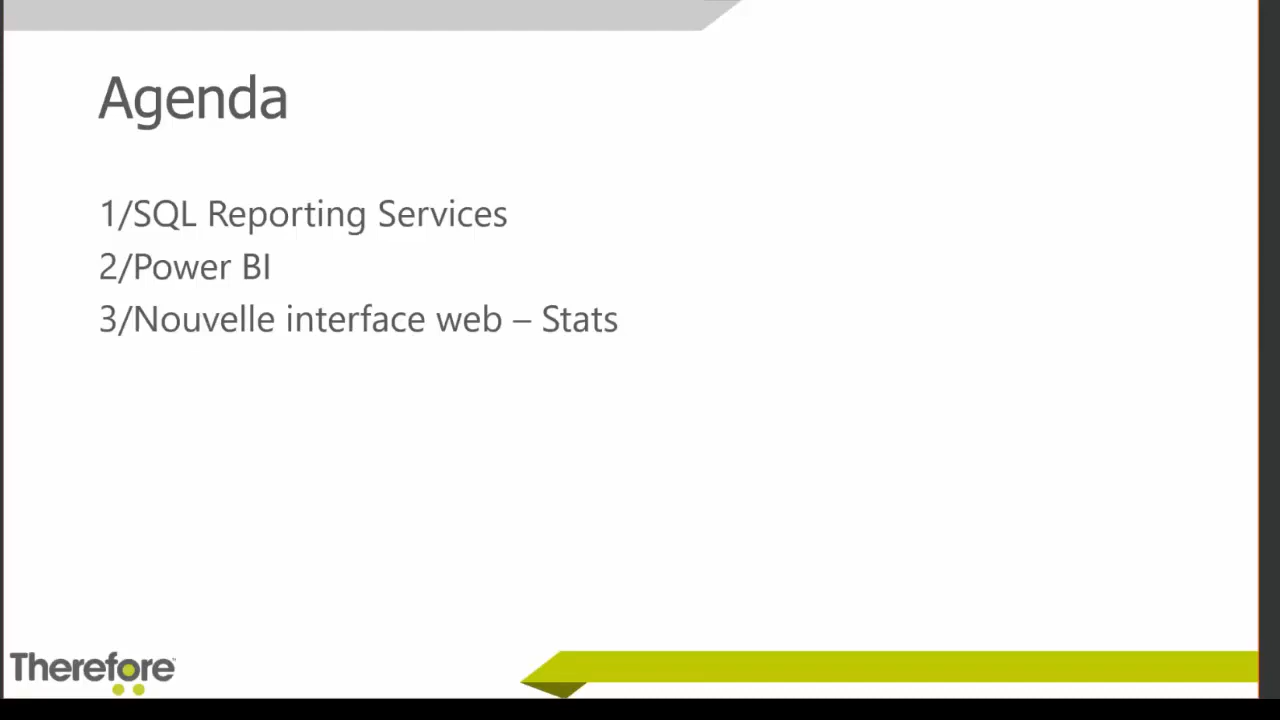 Agenda
1/SQL Reporting Services
2/Power BI
3/Nouvelle interface web – Stats
Therefore